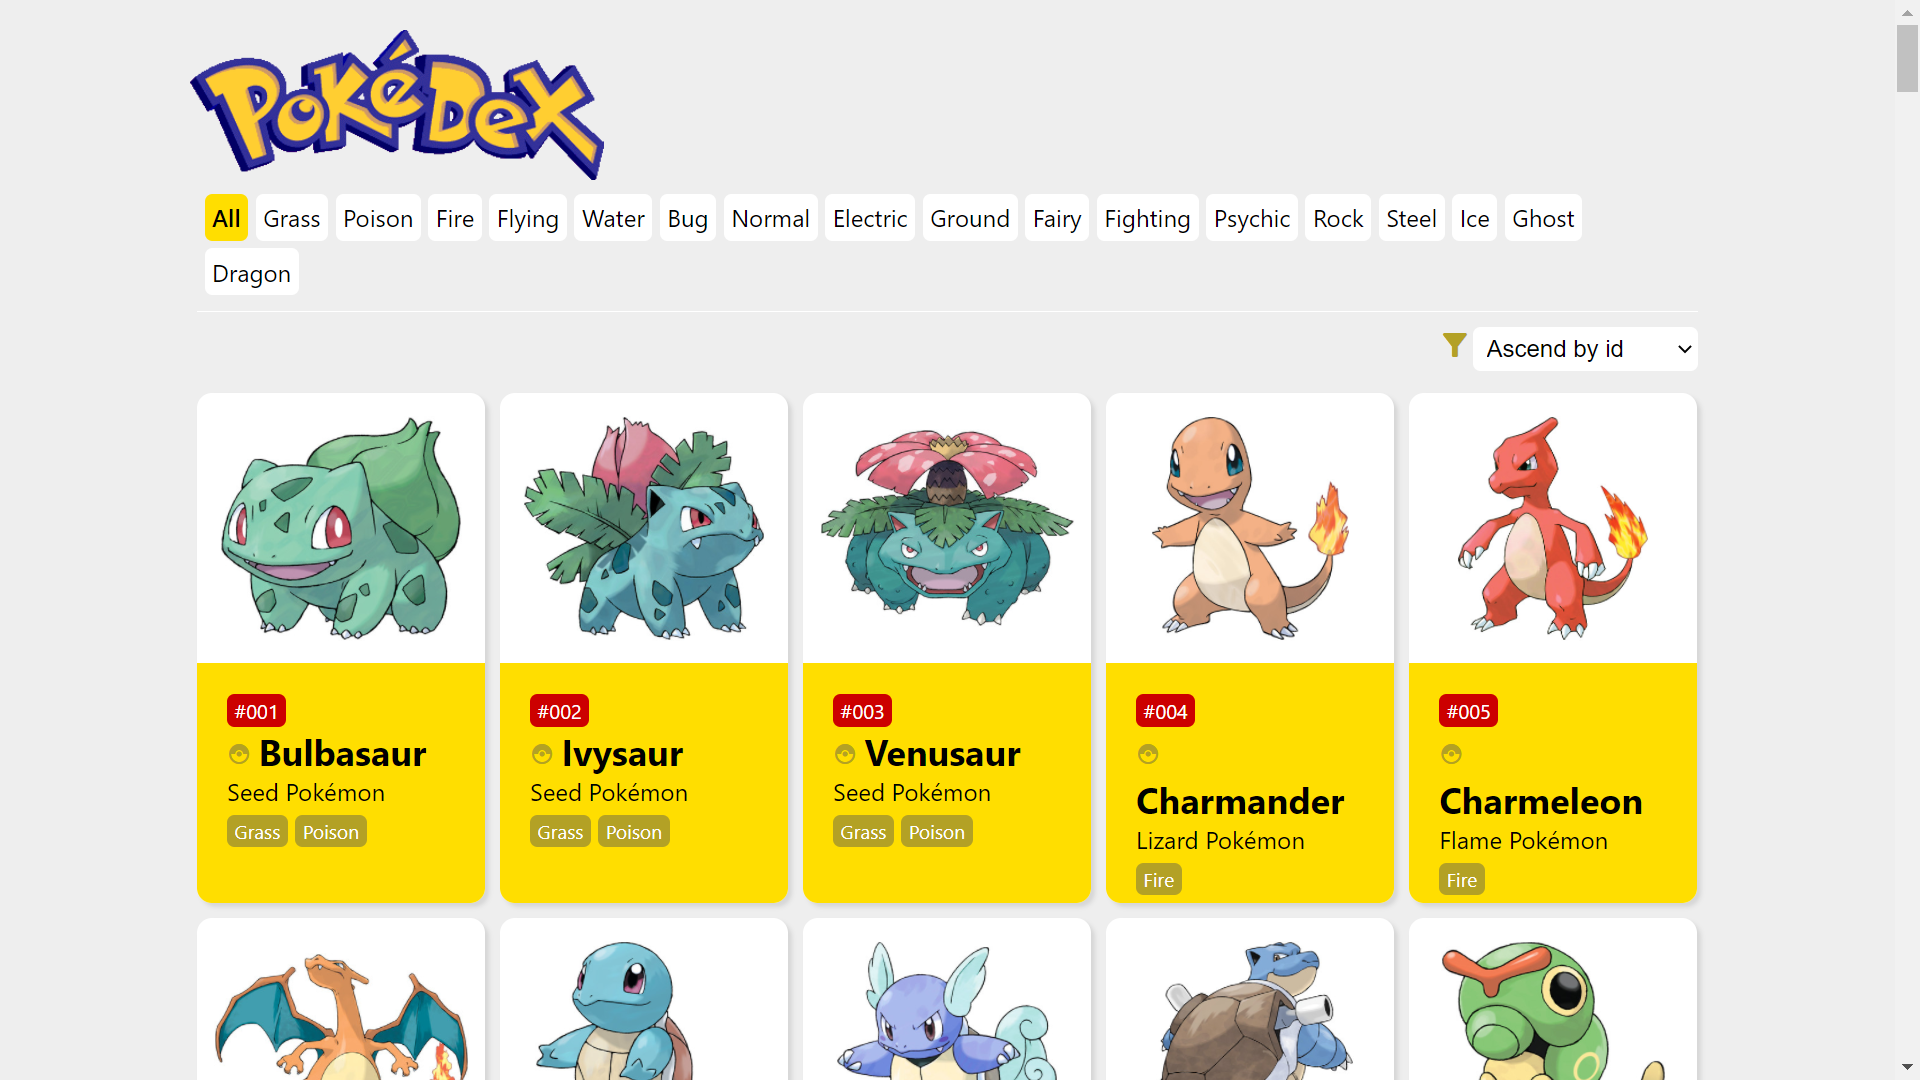 PokéDex
All Grass Poison Fire Flying Water Bug Normal Electric Ground Fairy Fighting Psychic Rock Steel Ice Ghost
Dragon
Ascend by id
#001
Bulbasaur
Seed Pokémon
Grass Poison
#002
Ivysaur
Seed Pokémon
Grass Poison
#003
Venusaur
Seed Pokémon
Grass Poison
#004
Charmander
Lizard Pokémon
Fire
#005
Charmeleon
Flame Pokémon
Fire